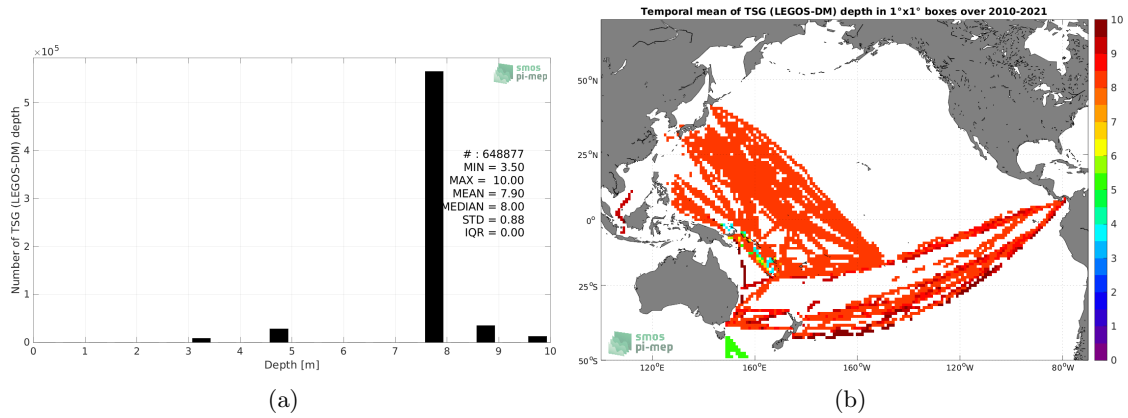 ×10^5
5
4
3
2
1
0
Number of TSG (LEGOS-DM) depth
smos
pi-mep
# : 648877
MIN = 3.50
MAX = 10.00
MEAN = 7.90
MEDIAN = 8.00
STD = 0.88
IQR = 0.00
0 1 2 3 4 5 6 7 8 9 10
Depth [m]
(a)
Temporal mean of TSG (LEGOS-DM) depth in 1°x1° boxes over 2010-2021
50°N
25°N
0°
25°S
50°S
120°E 160°E 160°W 120°W 80°W
smos
pi-mep
10
9
8
7
6
5
4
3
2
1
0
(b)